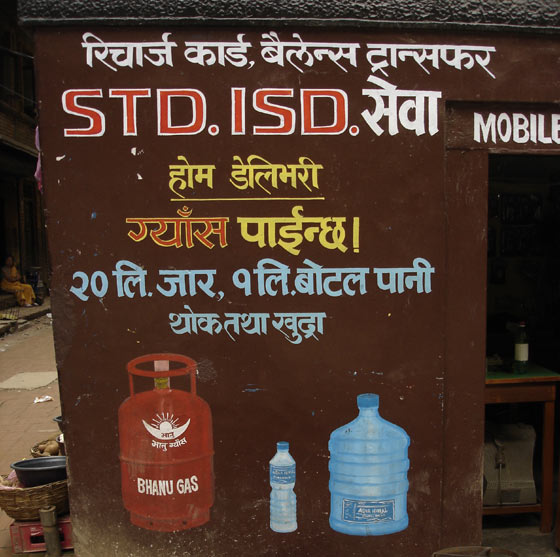 रिचार्ज कार्ड, बैलेन्स ट्रान्सफर
STD. ISD. सेवा
MOBILE
होम डेलिभरी
ग्याँस पाईन्छ।
२० लि. जार, १ लि. बोटल पानी
थोक तथा खुद्रा
भानु ग्याँस
BHANU GAS